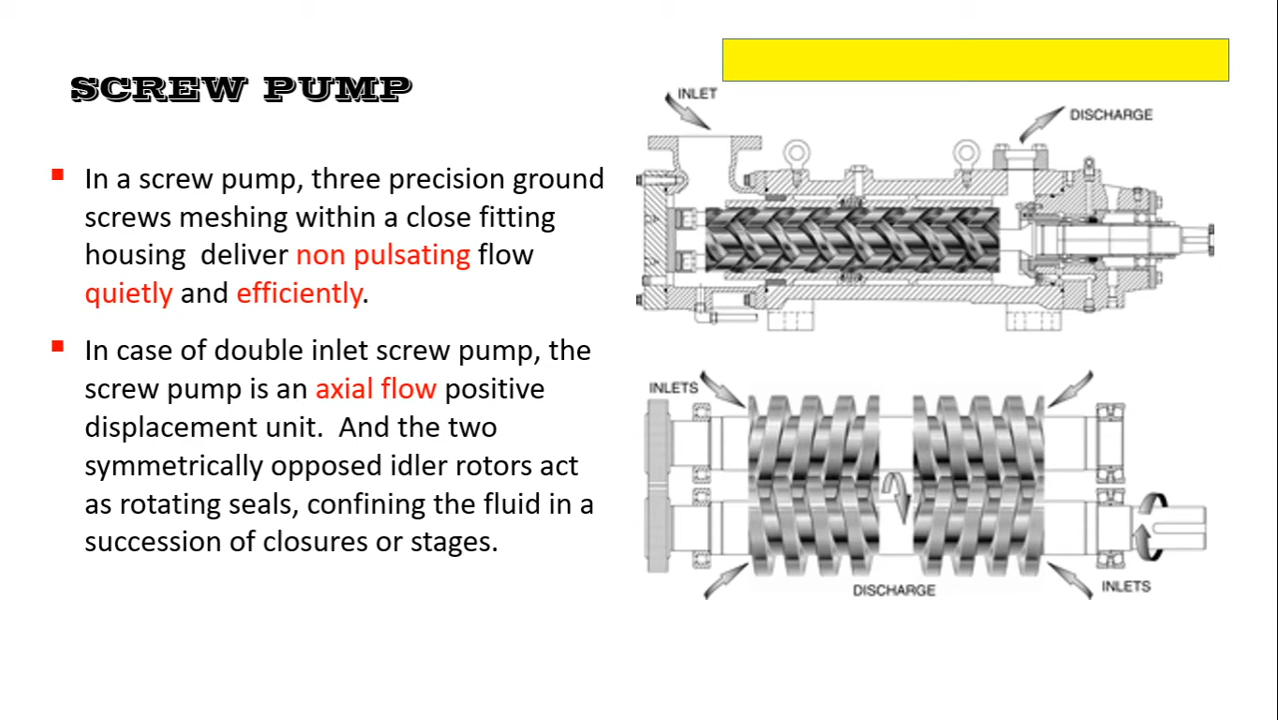 SCREW PUMP
In a screw pump, three precision ground
screws meshing within a close fitting
housing  deliver non pulsating flow
quietly and efficiently.
In case of double inlet screw pump, the
screw pump is an axial flow positive
displacement unit.  And the two
symmetrically opposed idler rotors act
as rotating seals, confining the fluid in a
succession of closures or stages.
INLET
DISCHARGE
INLETS
DISCHARGE
INLETS